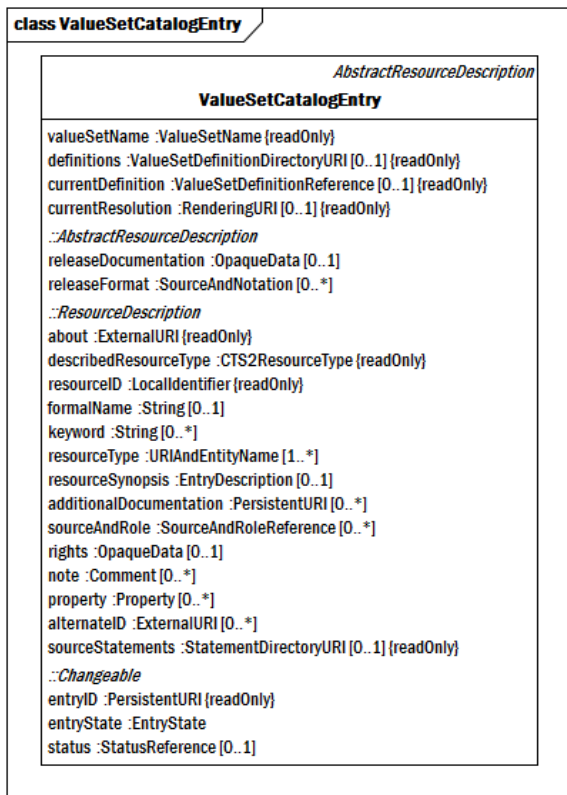 class ValueSetCatalogEntry
AbstractResourceDescription
ValueSetCatalogEntry
valueSetName :ValueSetName {readOnly}
definitions :ValueSetDefinitionDirectoryURI [0..1] {readOnly}
currentDefinition :ValueSetDefinitionReference [0..1] {readOnly}
currentResolution :RenderingURI [0..1] {readOnly}
::AbstractResourceDescription
releaseDocumentation :OpaqueData [0..1]
releaseFormat :SourceAndNotation [0..*]
::ResourceDescription
about :ExternalURI {readOnly}
describedResourceType :CTS2ResourceType {readOnly}
resourceID :LocalIdentifier {readOnly}
formalName :String [0..1]
keyword :String [0..*]
resourceType :URIAndEntityName [1..*]
resourceSynopsis :EntryDescription [0..1]
additionalDocumentation :PersistentURI [0..*]
sourceAndRole :SourceAndRoleReference [0..*]
rights :OpaqueData [0..1]
note :Comment [0..*]
property :Property [0..*]
alternateID :ExternalURI [0..*]
sourceStatements :StatementDirectoryURI [0..1] {readOnly}
::Changeable
entryID :PersistentURI {readOnly}
entryState :EntryState
status :StatusReference [0..1]